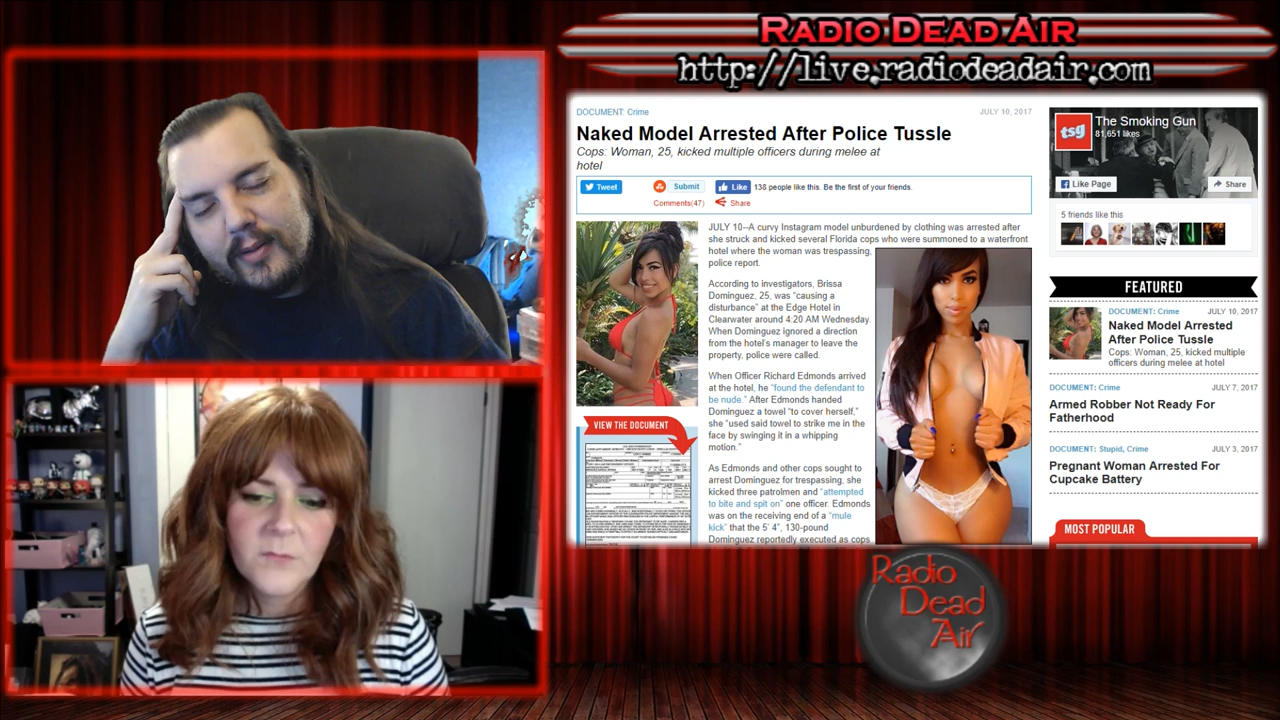 RADIO DEAD AIR
http://live.radiodeadair.com
DOCUMENT: Crime
JULY 10, 2017
Naked Model Arrested After Police Tussle
Cops: Woman, 25, kicked multiple officers during melee at
hotel
Tweet
Submit
Like
138 people like this. Be the first of your friends.
Comments(47)
Share
JULY 10--A curvy Instagram model unburdened by clothing was arrested after
she struck and kicked several Florida cops who were summoned to a waterfront
hotel where the woman was trespassing,
police report.
According to investigators, Brissa
Dominguez, 25, was "causing a
disturbance" at the Edge Hotel in
Clearwater around 4:20 AM Wednesday.
When Dominguez ignored a direction
from the hotel's manager to leave the
property, police were called.
When Officer Richard Edmonds arrived
at the hotel, he "found the defendant to
be nude." After Edmonds handed
Dominguez a towel "to cover herself,"
she "used said towel to strike me in the
face by swinging it in a whipping
motion."
As Edmonds and other cops sought to
arrest Dominguez for trespassing, she
kicked three patrolmen and "attempted
to bite and spit on" one officer. Edmonds
was on the receiving end of a "mule
kick" that the 5' 4", 130-pound
Dominguez reportedly executed as cops
VIEW THE DOCUMENT
tsg
The Smoking Gun
81,651 likes
Like Page
Share
5 friends like this
FEATURED
DOCUMENT: Crime
JULY 10, 2017
Naked Model Arrested
After Police Tussle
Cops: Woman, 25, kicked multiple
officers during melee at hotel
DOCUMENT: Crime
JULY 7, 2017
Armed Robber Not Ready For
Fatherhood
DOCUMENT: Stupid, Crime
JULY 3, 2017
Pregnant Woman Arrested For
Cupcake Battery
MOST POPULAR
Radio
Dead
Air